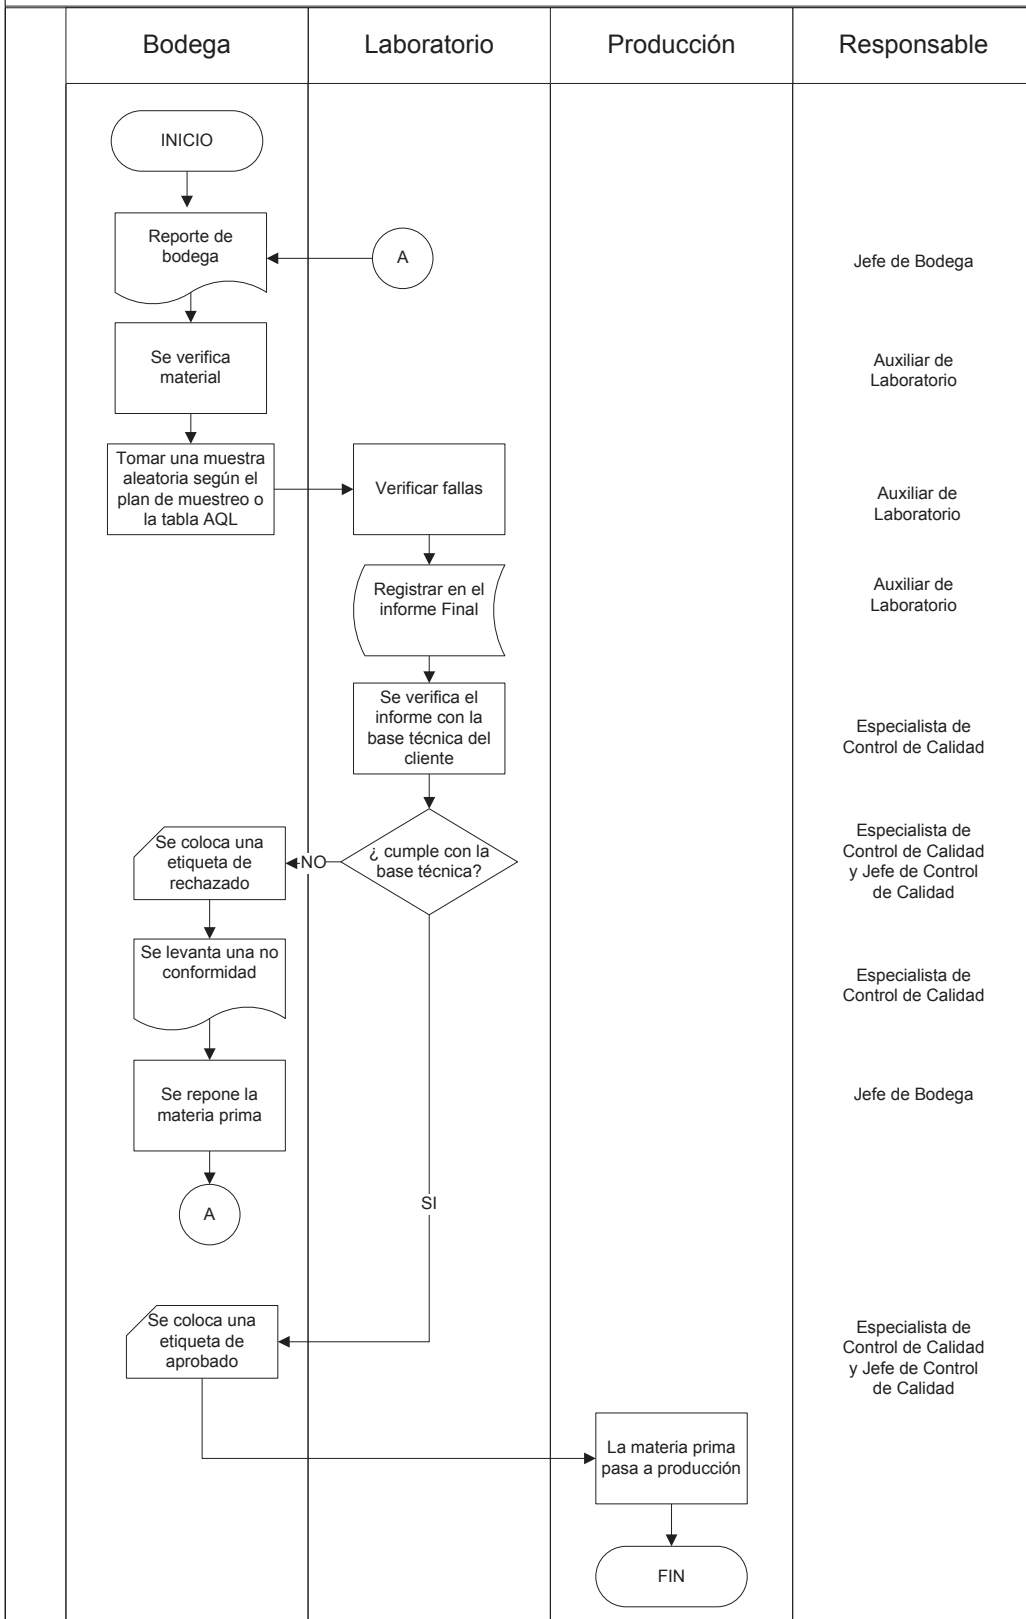 Bodega
Laboratorio
Producción
Responsable
INICIO
Reporte de
bodega
A
Jefe de Bodega
Se verifica
material
Auxiliar de
Laboratorio
Tomar una muestra
aleatoria según el
plan de muestreo o
la tabla AQL
Verificar fallas
Auxiliar de
Laboratorio
Registrar en el
informe Final
Auxiliar de
Laboratorio
Se verifica el
informe con la
base técnica del
cliente
Especialista de
Control de Calidad
Se coloca una
etiqueta de
rechazado
NO
¿ cumple con la
base técnica?
Especialista de
Control de Calidad
y Jefe de Control
de Calidad
Se levanta una no
conformidad
Especialista de
Control de Calidad
Se repone la
materia prima
Jefe de Bodega
A
SI
Se coloca una
etiqueta de
aprobado
Especialista de
Control de Calidad
y Jefe de Control
de Calidad
La materia prima
pasa a producción
FIN